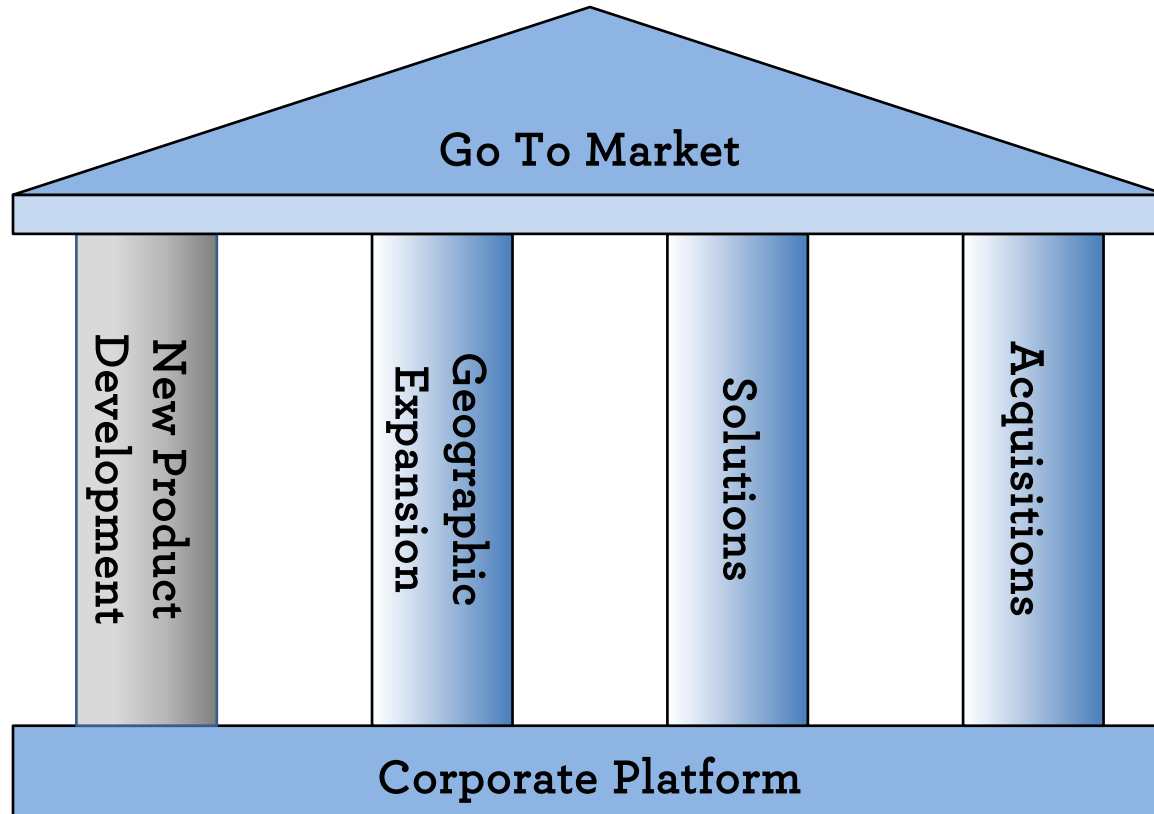 Go To Market
New Product
Development
Geographic
Expansion
Solutions
Acquisitions
Corporate Platform